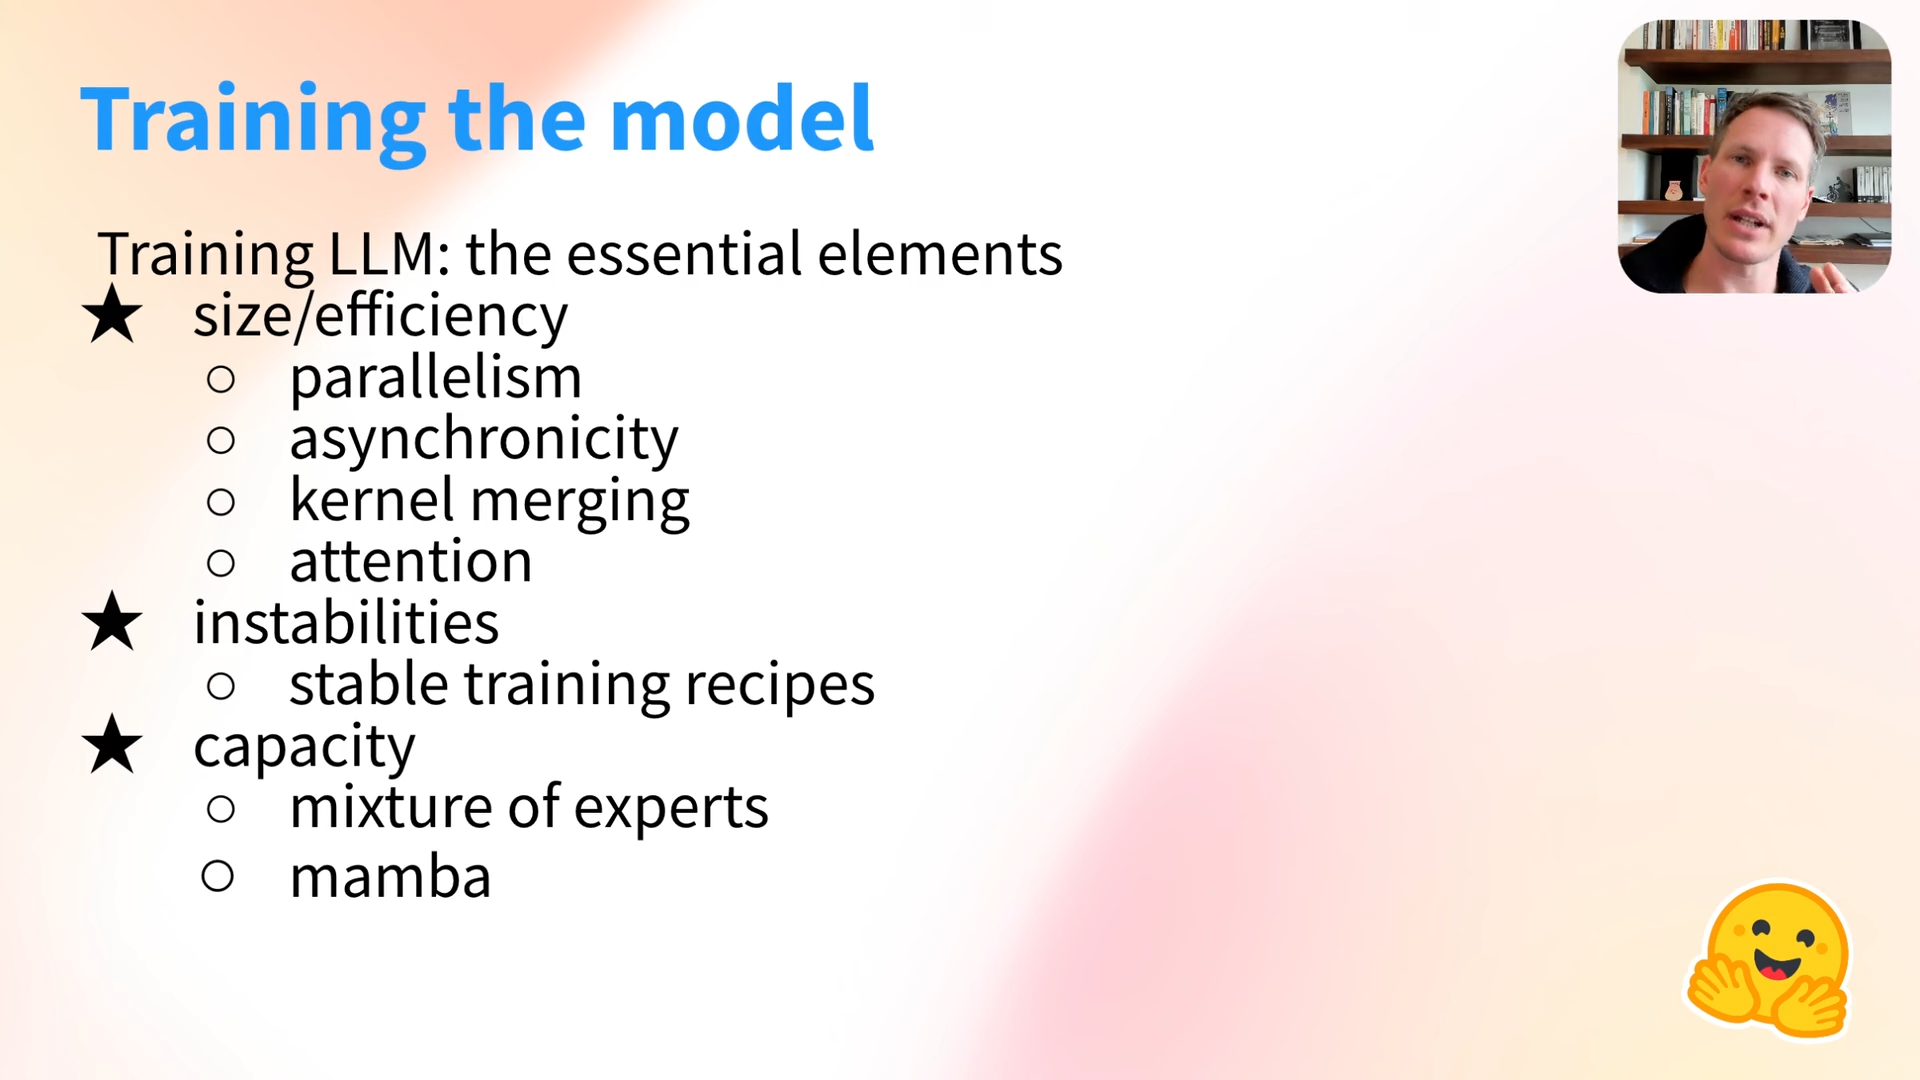 Training the model
Training LLM: the essential elements
★ size/efficiency
○ parallelism
○ asynchronicity
○ kernel merging
○ attention
★ instabilities
○ stable training recipes
★ capacity
○ mixture of experts
○ mamba